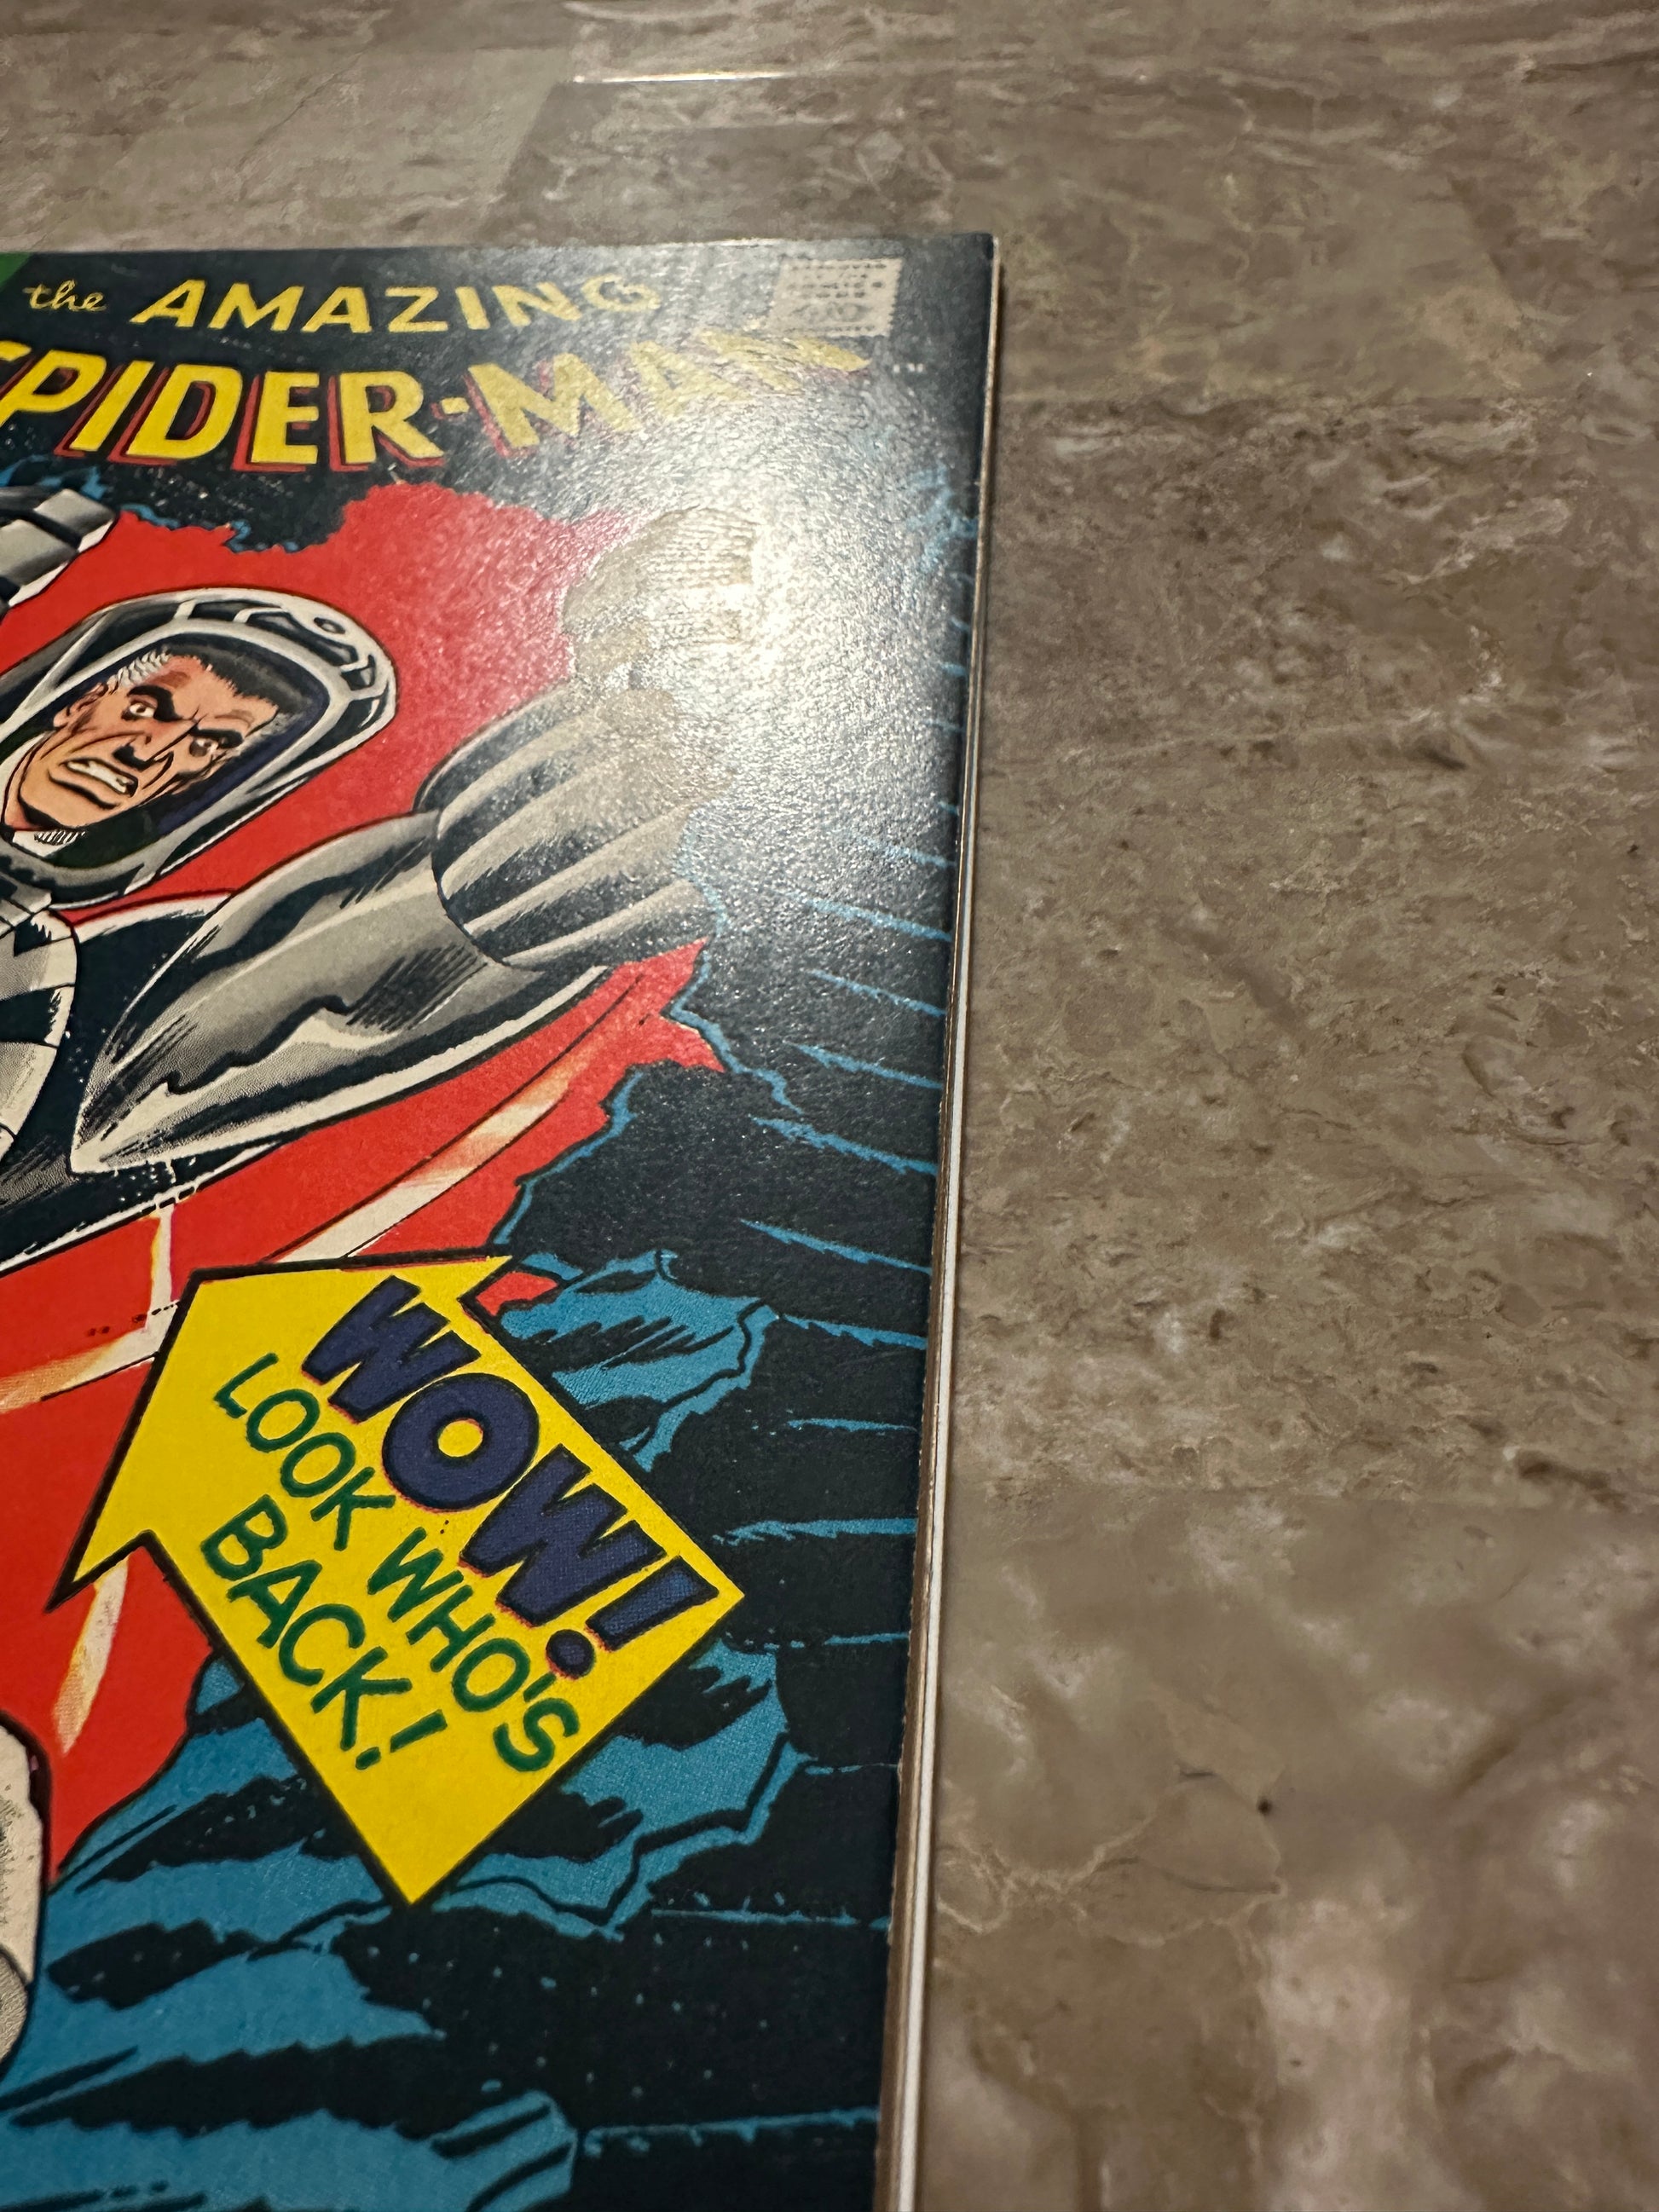 the AMAZING
SPIDER-MAN
WOW!
LOOK WHO'S
BACK!